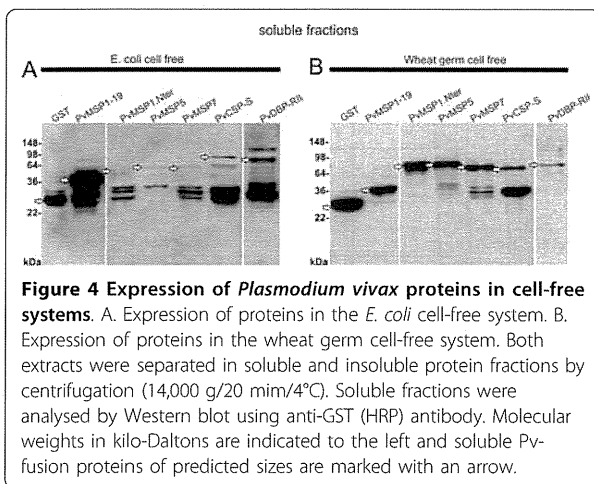 soluble fractions
E. coli cell free
Wheat germ cell free
A
B
GST PvMSP1-19 PvMSP1.Nter PvMSP5 PvMSP7 PvCSP-S PvDBP-RII
GST PvMSP1-19 PvMSP1.Nter PvMSP5 PvMSP7 PvCSP-S PvDBP-RII
148-
98-
64-
36-
22-
kDa
148-
98-
64-
36-
22-
kDa
Figure 4 Expression of Plasmodium vivax proteins in cell-free
systems. A. Expression of proteins in the E. coli cell-free system. B.
Expression of proteins in the wheat germ cell-free system. Both
extracts were separated in soluble and insoluble protein fractions by
centrifugation (14,000 g/20 mim/4°C). Soluble fractions were
analysed by Western blot using anti-GST (HRP) antibody. Molecular
weights in kilo-Daltons are indicated to the left and soluble Pv-
fusion proteins of predicted sizes are marked with an arrow.